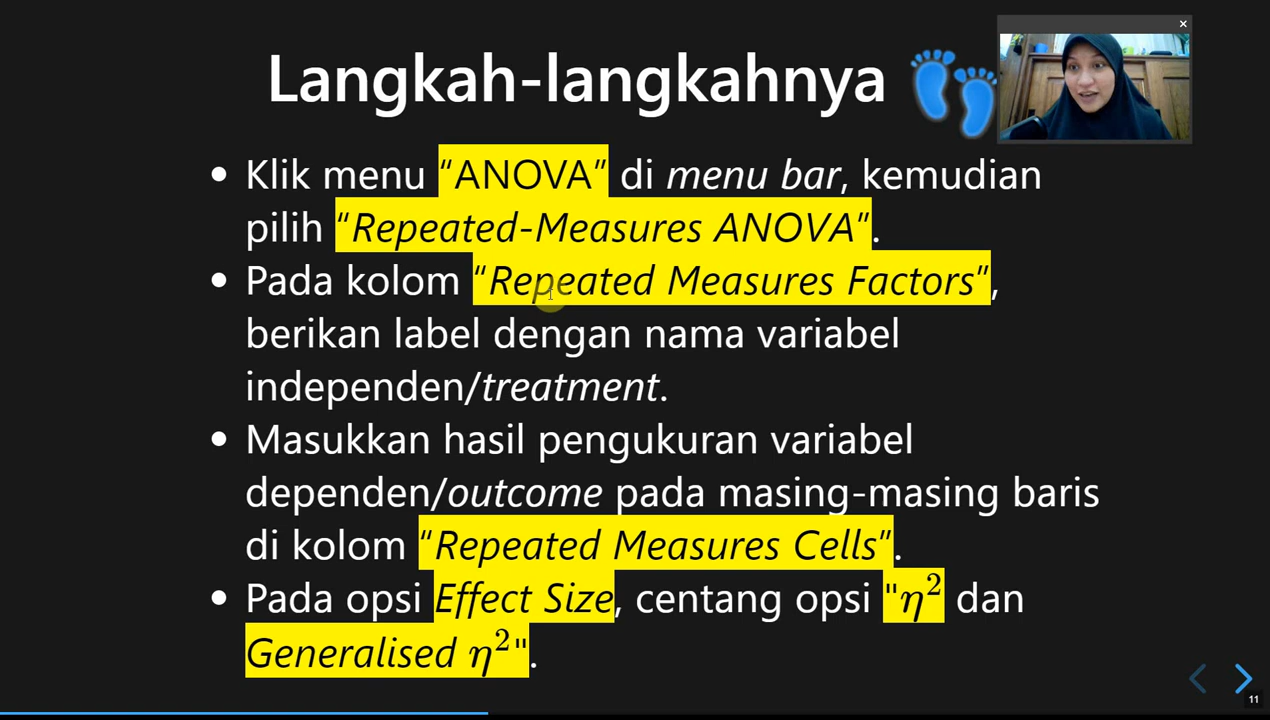 Langkah-langkahnya
• Klik menu “ANOVA” di menu bar, kemudian
pilih “Repeated-Measures ANOVA”.
• Pada kolom “Repeated Measures Factors”,
berikan label dengan nama variabel
independen/treatment.
• Masukkan hasil pengukuran variabel
dependen/outcome pada masing-masing baris
di kolom “Repeated Measures Cells”.
• Pada opsi Effect Size, centang opsi "η² dan
Generalised η²".
11